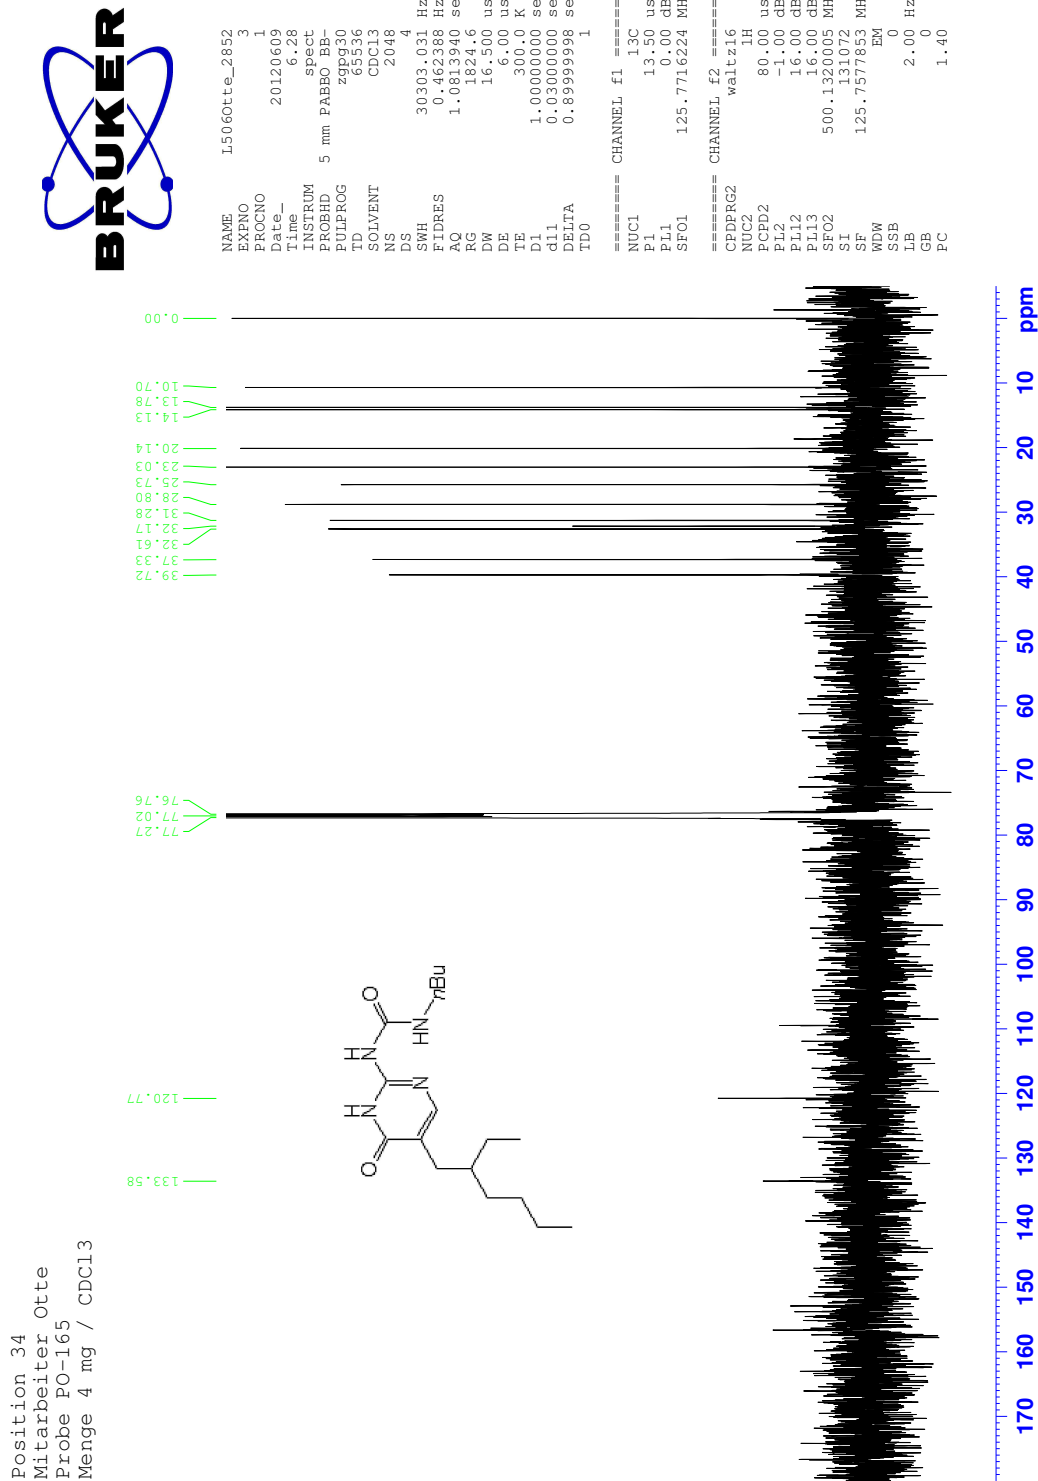 Position 34
Mitarbeiter Otte
Probe PO-165
Menge 4 mg / CDCl3
133.58
120.77
77.27
77.02
76.76
39.72
37.33
32.61
32.17
31.28
28.80
25.73
23.03
20.14
14.13
13.78
10.70
0.00
BRUKER
NAME L506Otte_2852
EXPNO 3
PROCNO 1
Date_ 20120609
Time 6.28
INSTRUM spect
PROBHD 5 mm PABBO BB-
PULPROG zgpg30
TD 65536
SOLVENT CDCl3
NS 2048
DS 4
SWH 30303.031 Hz
FIDRES 0.462388 Hz
AQ 1.0813940 se
RG 1824.6
DW 16.500 us
DE 6.00 us
TE 300.0 K
D1 1.00000000 se
d11 0.03000000 se
DELTA 0.89999998 se
TD0 1
======== CHANNEL f1 ======
NUC1 13C
P1 13.50 us
PL1 0.00 dB
SFO1 125.7716224 MH
======== CHANNEL f2 ======
CPDPRG2 waltz16
NUC2 1H
PCPD2 80.00 us
PL2 -1.00 dB
PL12 16.00 dB
PL13 16.00 dB
SFO2 500.1320005 MH
SI 131072
SF 125.7577853 MH
WDW EM
SSB 0
LB 2.00 Hz
GB 0
PC 1.40
O
H
N
H
N
O
N
HN
nBu
170 160 150 140 130 120 110 100 90 80 70 60 50 40 30 20 10 ppm